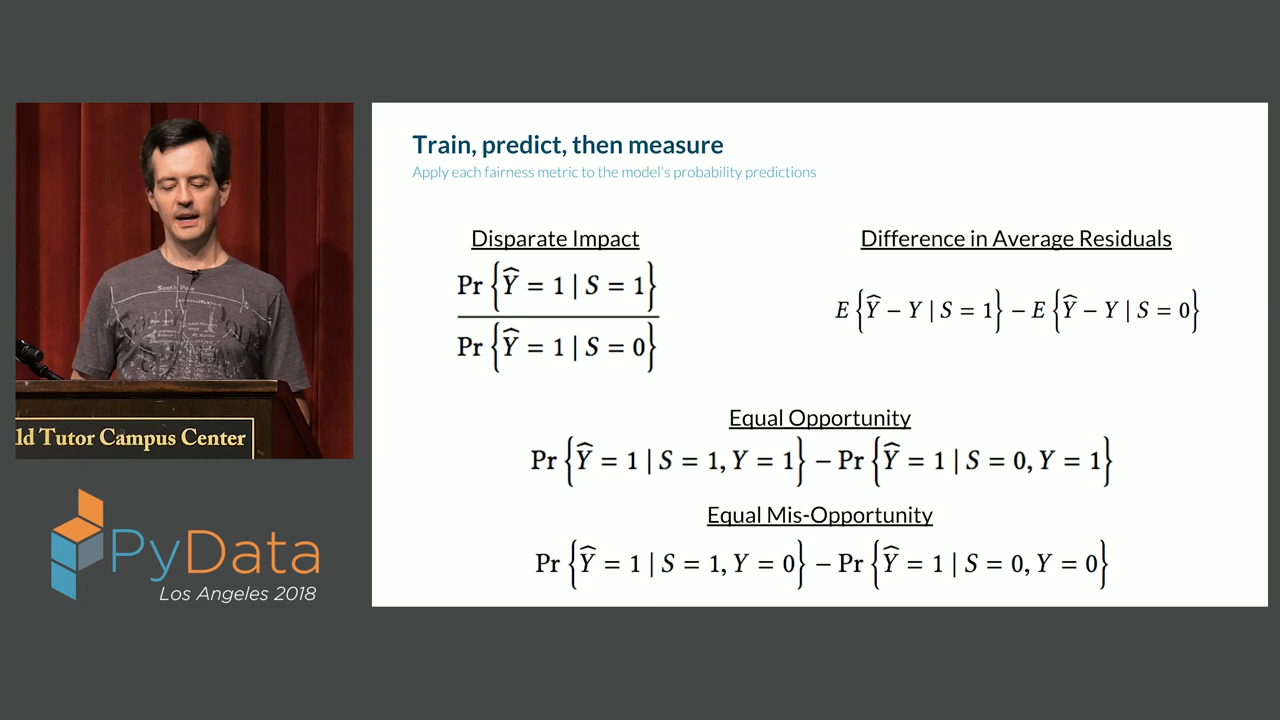 Train, predict, then measure
Apply each fairness metric to the model's probability predictions
Disparate Impact
Pr {Ŷ = 1 | S = 1}
Pr {Ŷ = 1 | S = 0}
Difference in Average Residuals
E {Ŷ − Y | S = 1} − E {Ŷ − Y | S = 0}
Equal Opportunity
Pr {Ŷ = 1 | S = 1, Y = 1} − Pr {Ŷ = 1 | S = 0, Y = 1}
Equal Mis-Opportunity
Pr {Ŷ = 1 | S = 1, Y = 0} − Pr {Ŷ = 1 | S = 0, Y = 0}
South Pole
ld Tutor Campus Center
PyData
Los Angeles 2018